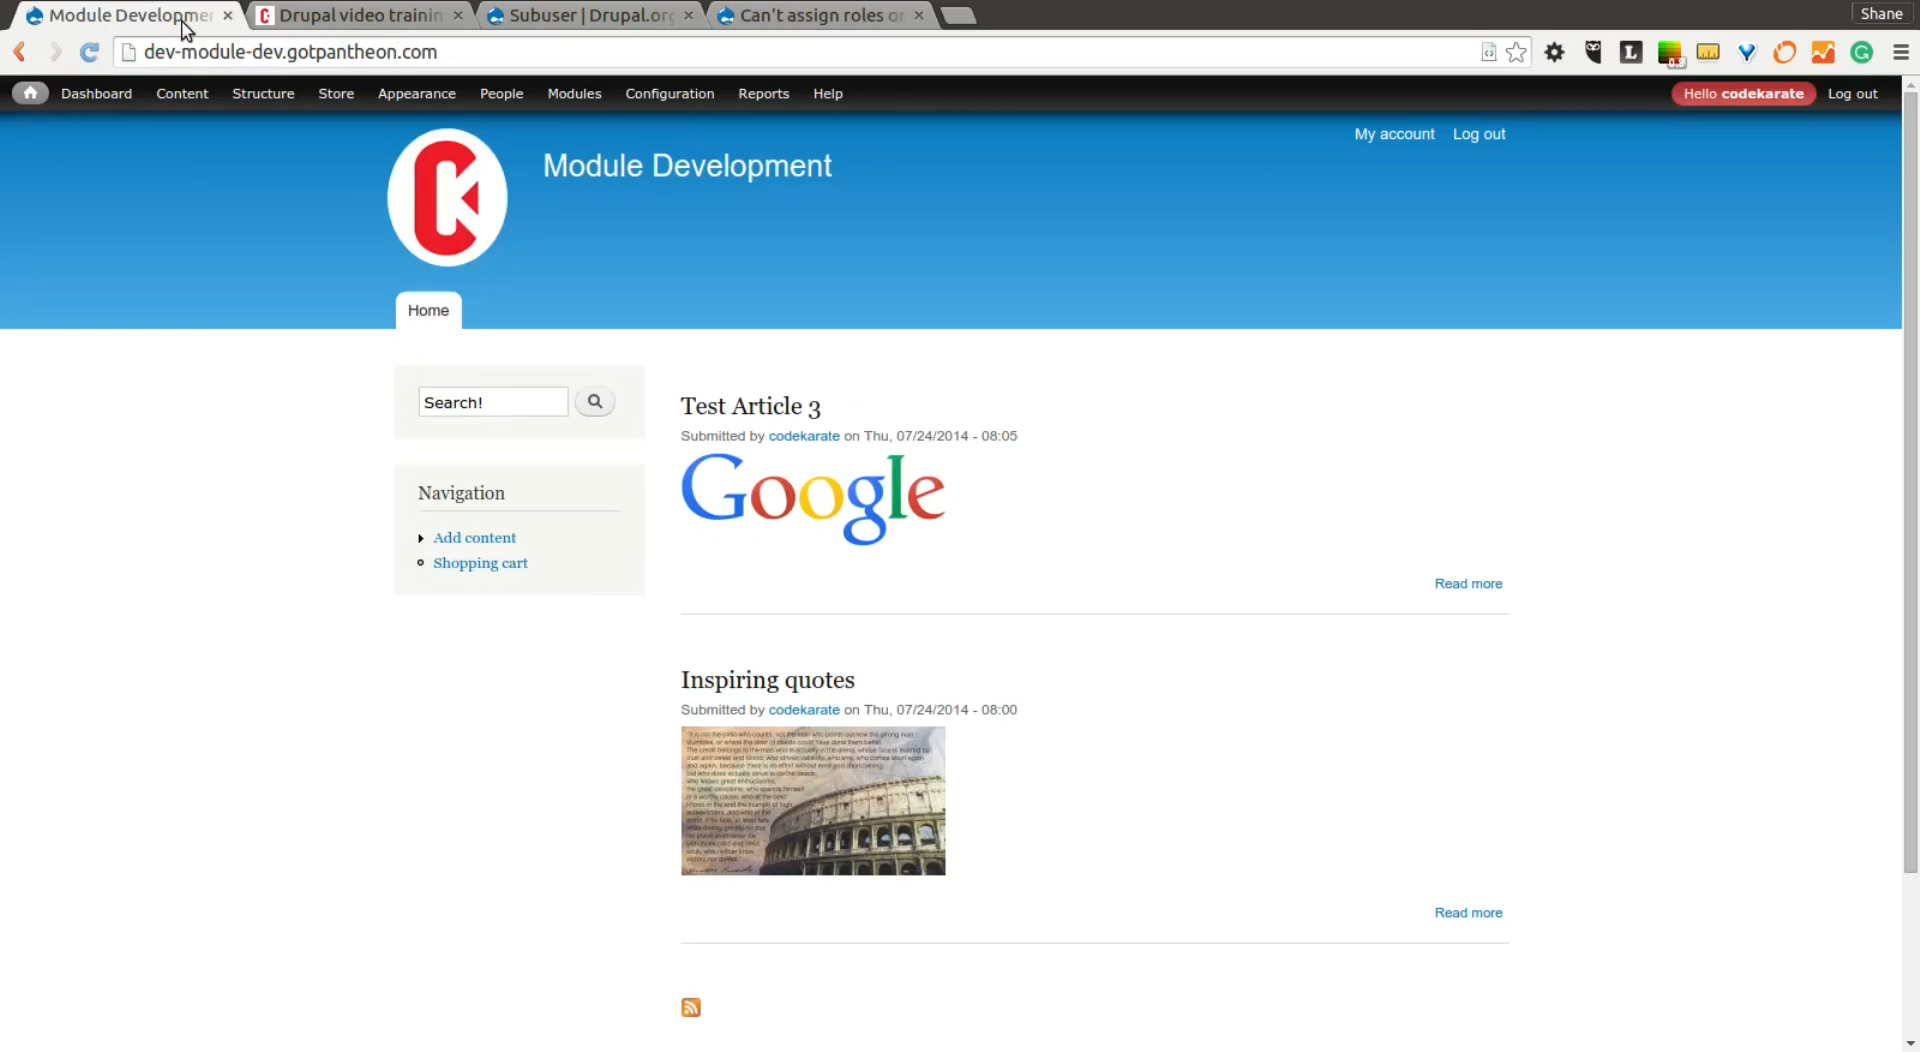 Module Developmen
Drupal video trainin
Subuser | Drupal.org
Can't assign roles or
Shane
dev-module-dev.gotpantheon.com
Dashboard Content Structure Store Appearance People Modules Configuration Reports Help
Hello codekarate Log out
My account Log out
Module Development
Home
Search!
Navigation
Add content
Shopping cart
Test Article 3
Submitted by codekarate on Thu, 07/24/2014 - 08:05
Google
Read more
Inspiring quotes
Submitted by codekarate on Thu, 07/24/2014 - 08:00
Read more